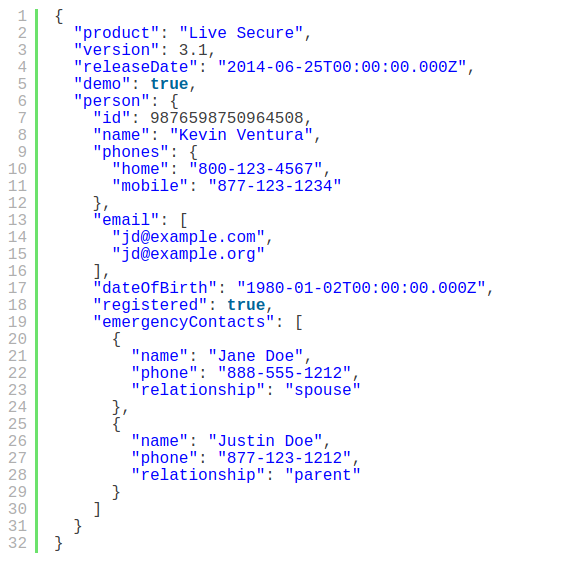 1 {
2   "product": "Live Secure",
3   "version": 3.1,
4   "releaseDate": "2014-06-25T00:00:00.000Z",
5   "demo": true,
6   "person": {
7     "id": 9876598750964508,
8     "name": "Kevin Ventura",
9     "phones": {
10       "home": "800-123-4567",
11       "mobile": "877-123-1234"
12     },
13     "email": [
14       "jd@example.com",
15       "jd@example.org"
16     ],
17     "dateOfBirth": "1980-01-02T00:00:00.000Z",
18     "registered": true,
19     "emergencyContacts": [
20       {
21         "name": "Jane Doe",
22         "phone": "888-555-1212",
23         "relationship": "spouse"
24       },
25       {
26         "name": "Justin Doe",
27         "phone": "877-123-1212",
28         "relationship": "parent"
29       }
30     ]
31   }
32 }